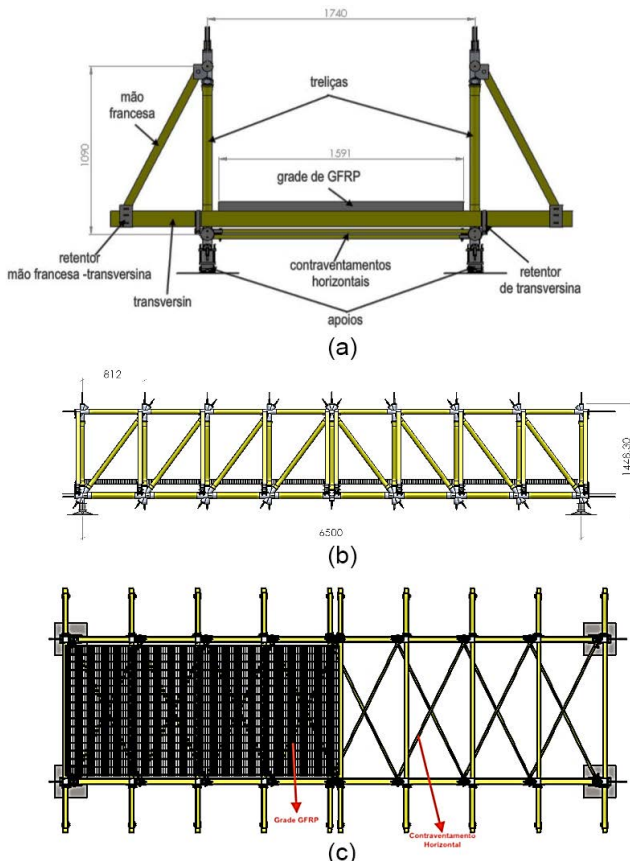 1740
mão
francesa
treliças
1090
1591
grade de GFRP
retentor
mão francesa -transversina
transversin
contraventamentos
horizontais
retentor
de transversina
apoios
(a)
812
1448,30
6500
(b)
Grade GFRP
Contraventamento
Horizontal
(c)